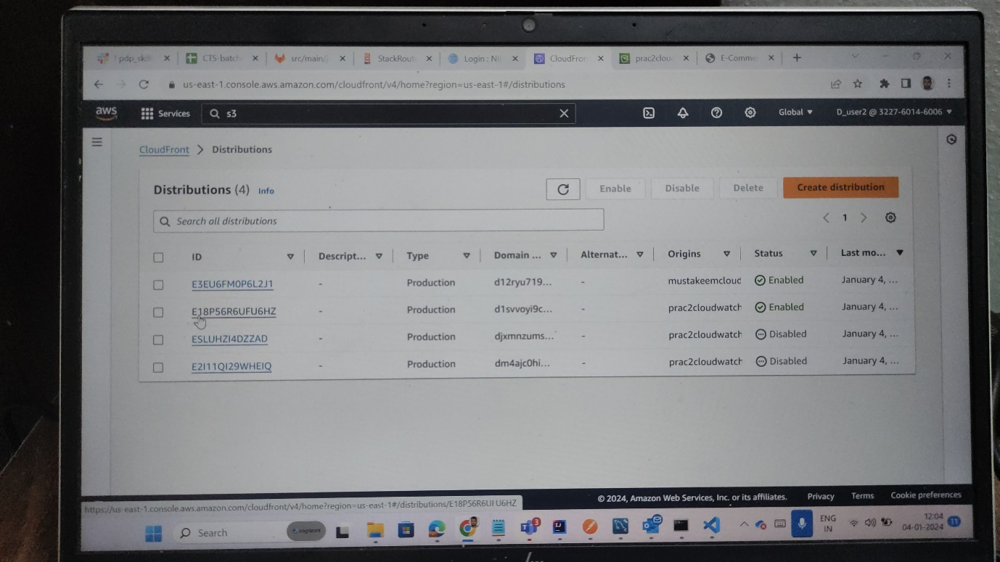 ! pdp_sk
CTS-batch
src/main/
StackRout
Login : N
CloudFron
prac2clou
E-Comme
us-east-1.console.aws.amazon.com/cloudfront/v4/home?region=us-east-1#/distributions
aws Services s3 Global D_user2 @ 3227-6014-6006
CloudFront > Distributions
Distributions (4) Info Enable Disable Delete Create distribution
Search all distributions 1
ID Descript... Type Domain ... Alternat... Origins Status Last mo...
E3EU6FM0P6L2J1 - Production d12ryu719... - mustakeemcloud Enabled January 4, ...
E18P56R6UFU6HZ - Production d1svvoyi9c... - prac2cloudwatch Enabled January 4, ...
ESLUHZI4DZZAD - Production djxmnzums... - prac2cloudwatch Disabled January 4, ...
E2I11QI29WHEIQ - Production dm4ajc0hi... - prac2cloudwatch Disabled January 4, ...
https://us-east-1.console.aws.amazon.com/cloudfront/v4/home?region=us-east-1#/distributions/E18P56R6UFU6HZ
© 2024, Amazon Web Services, Inc. or its affiliates. Privacy Terms Cookie preferences
Search cognizant 3 ENG 12:04
IN 04-01-2024 11